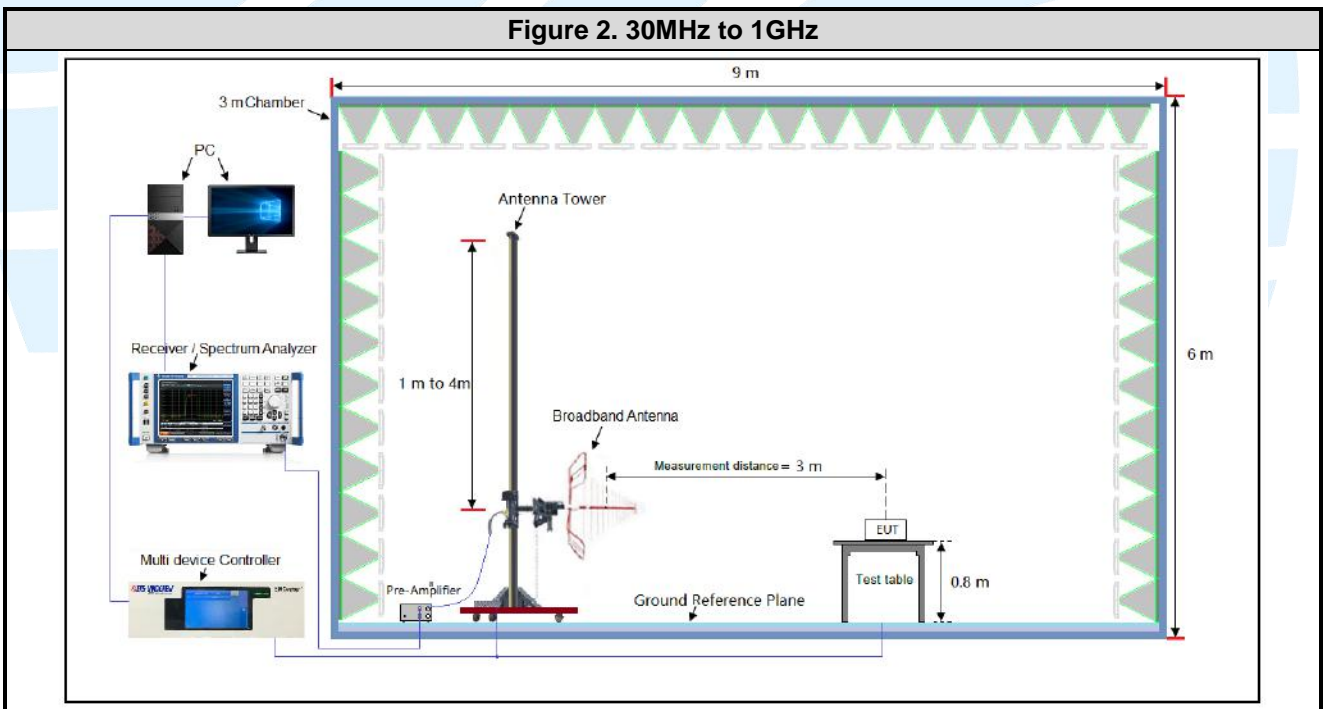 Figure 2. 30MHz to 1GHz
9 m
3 m Chamber
PC
Antenna Tower
Receiver / Spectrum Analyzer
1 m to 4m
6 m
Broadband Antenna
Measurement distance = 3 m
EUT
Multi device Controller
Test table
0.8 m
Pre-Amplifier
Ground Reference Plane